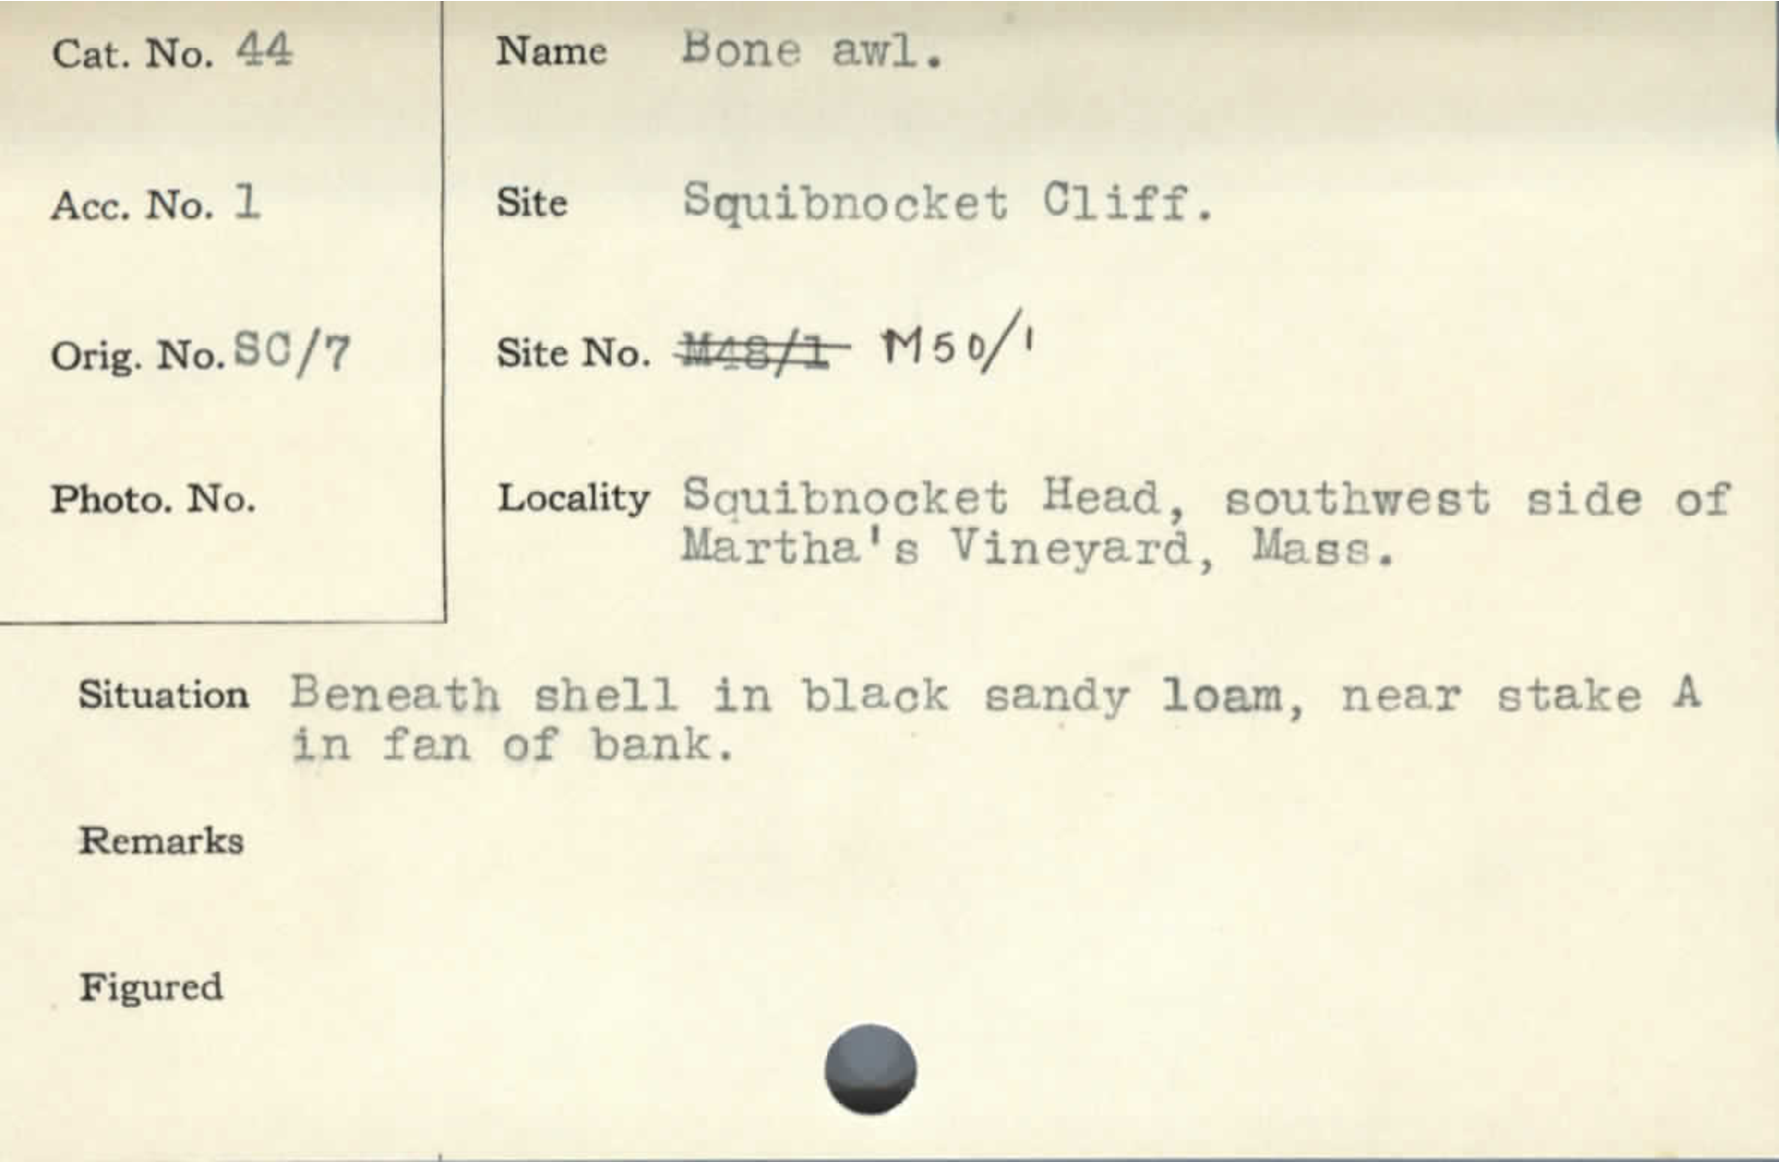 Cat. No. 44
Name Bone awl.
Acc. No. 1
Site Squibnocket Cliff.
Orig. No. SC/7
Site No. M48/1 M50/1
Photo. No.
Locality Squibnocket Head, southwest side of
Martha's Vineyard, Mass.
Situation Beneath shell in black sandy loam, near stake A
in fan of bank.
Remarks
Figured